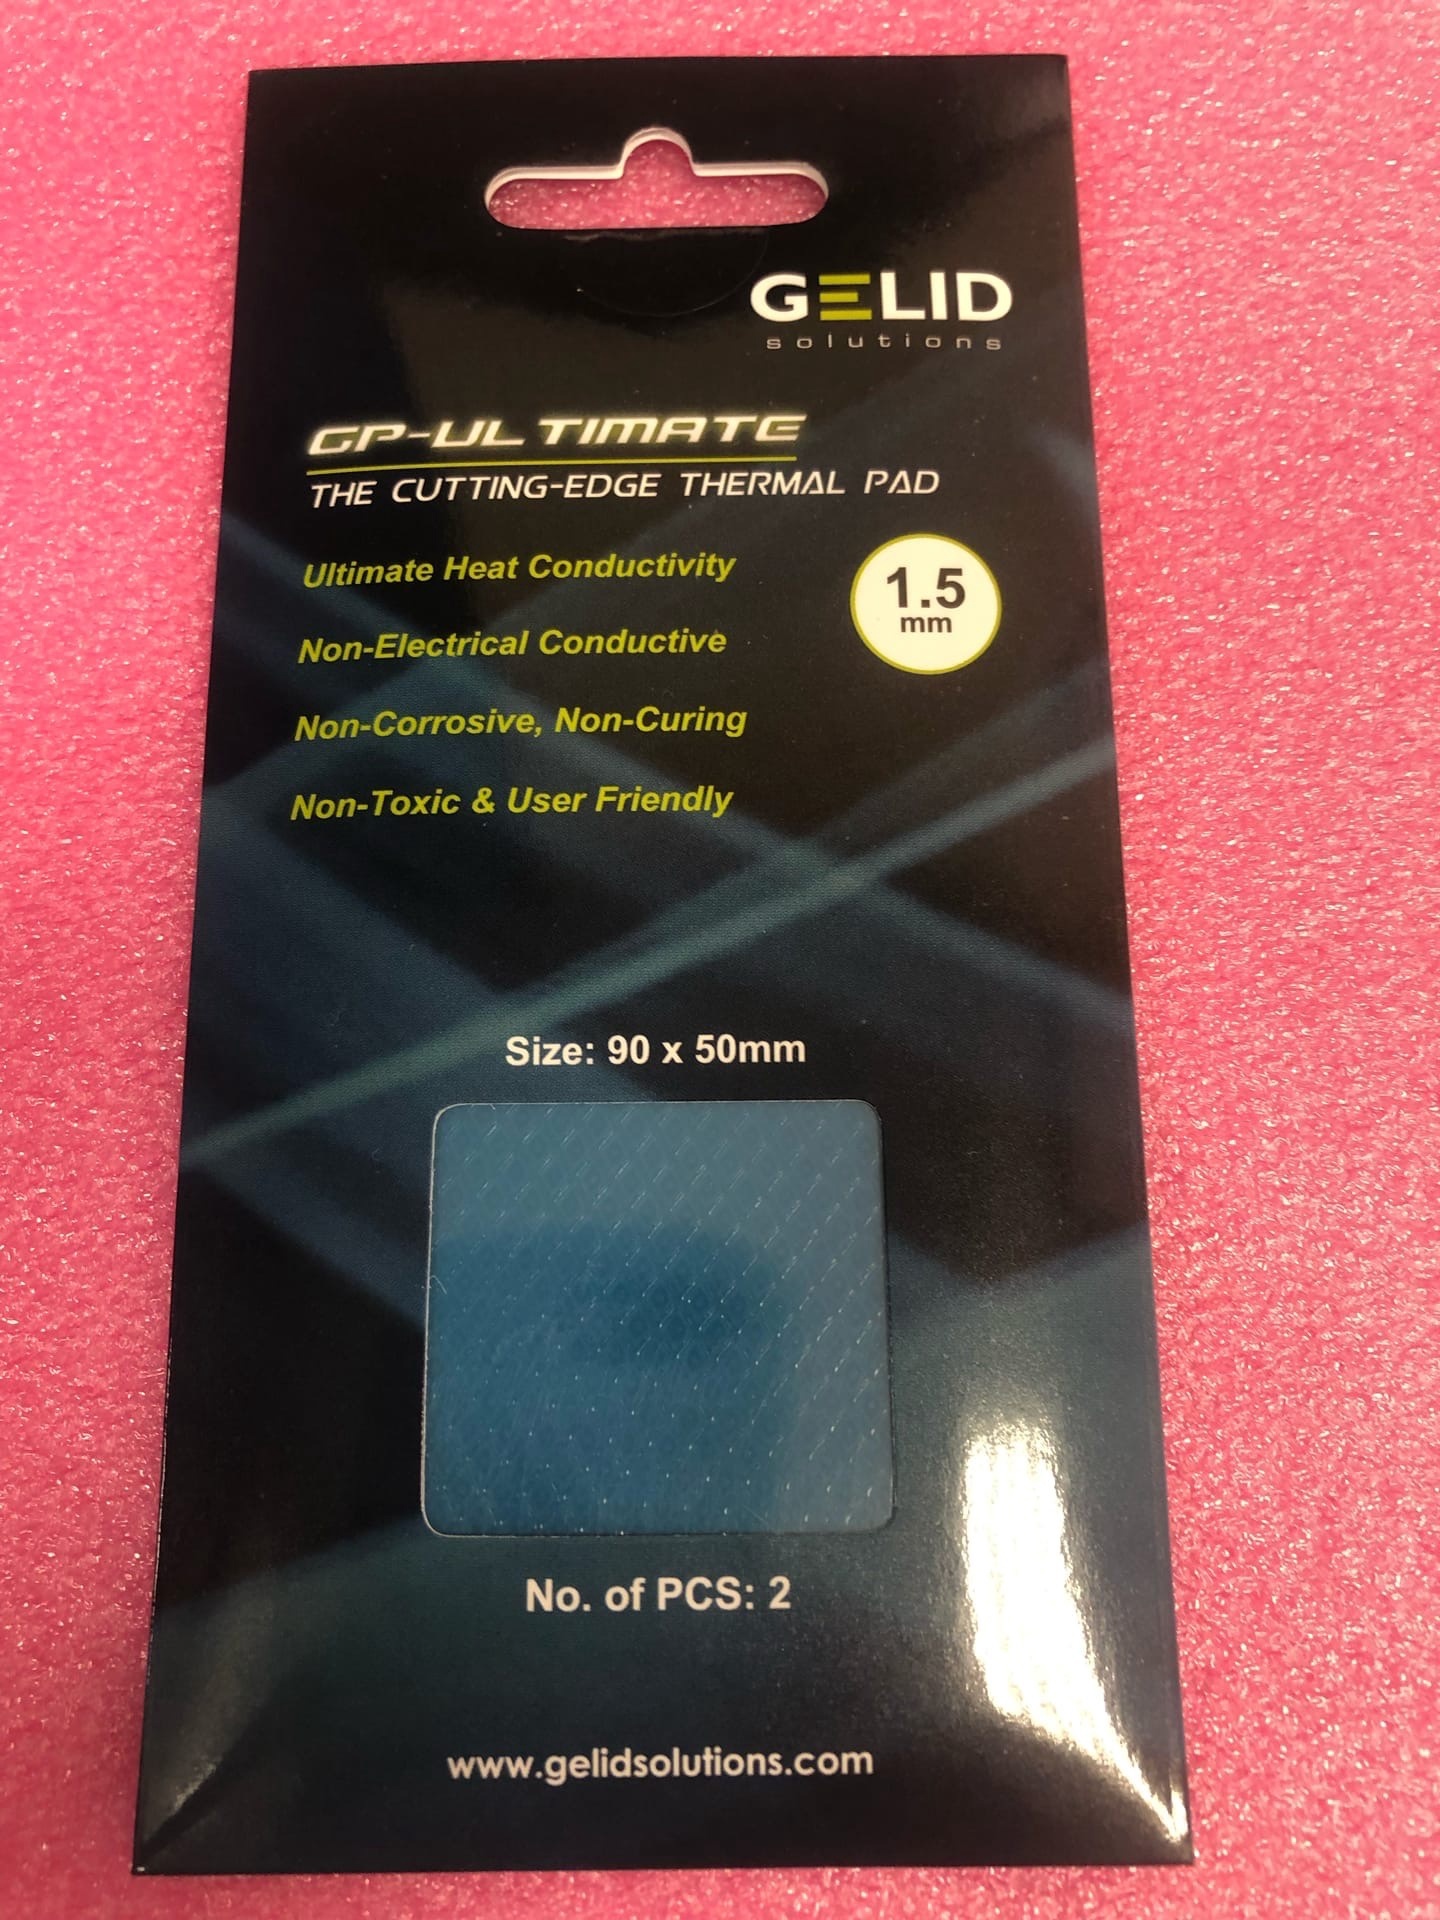 GELID
solutions
GP-ULTIMATE
THE CUTTING-EDGE THERMAL PAD
Ultimate Heat Conductivity
1.5
mm
Non-Electrical Conductive
Non-Corrosive, Non-Curing
Non-Toxic & User Friendly
Size: 90 x 50mm
No. of PCS: 2
www.gelidsolutions.com